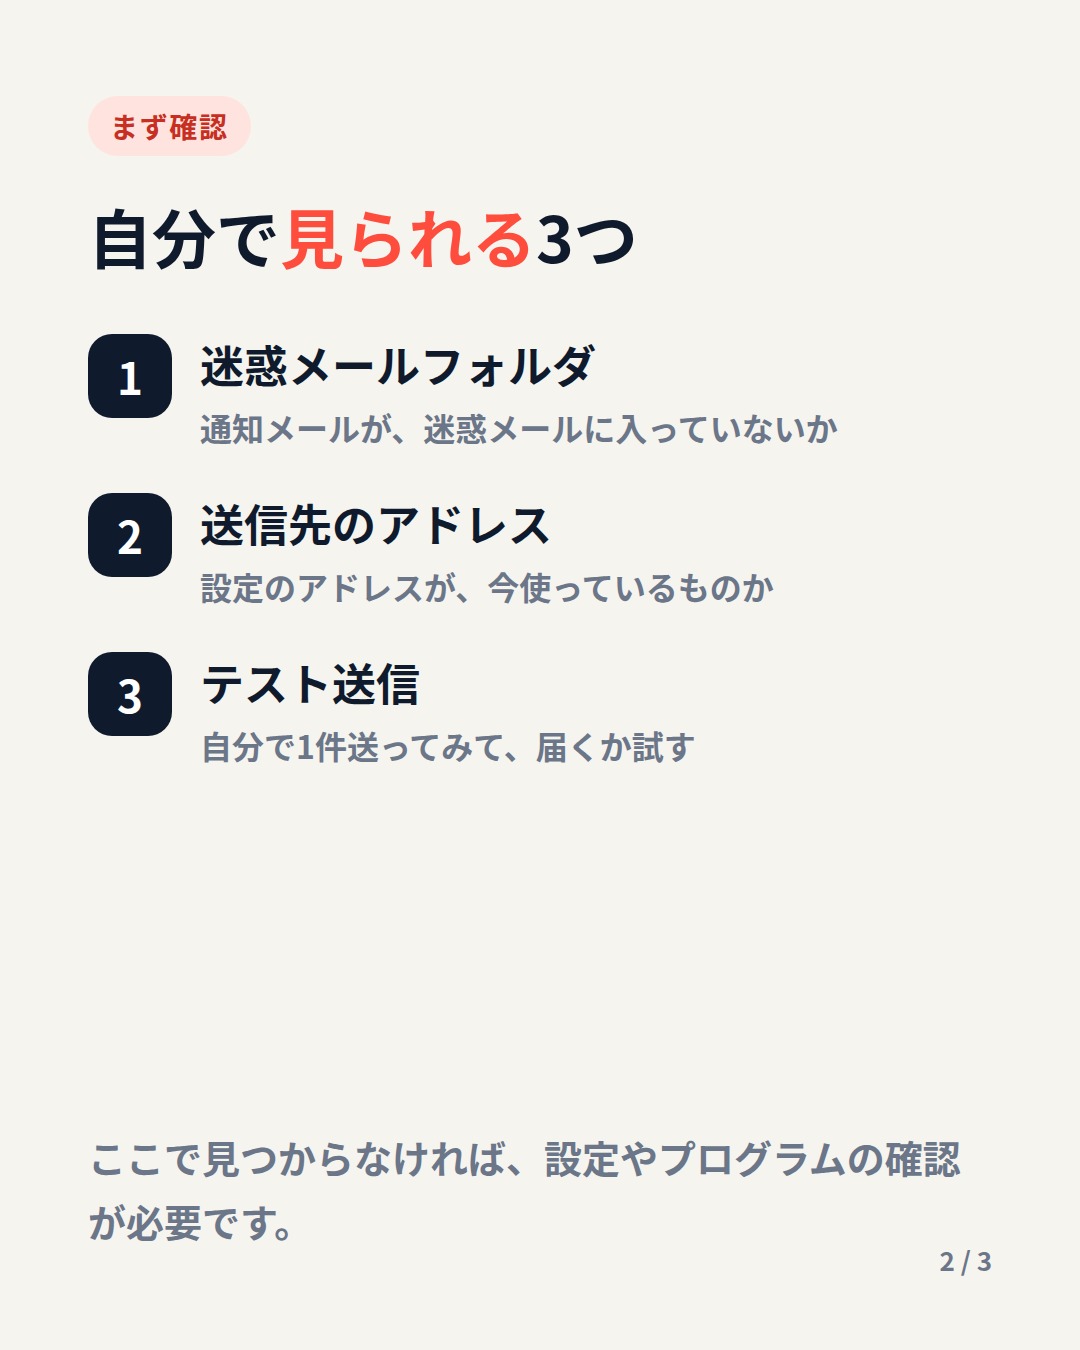 まず確認
自分で見られる3つ
1
迷惑メールフォルダ
通知メールが、迷惑メールに入っていないか
2
送信先のアドレス
設定のアドレスが、今使っているものか
3
テスト送信
自分で1件送ってみて、届くか試す
ここで見つからなければ、設定やプログラムの確認
が必要です。
2 / 3